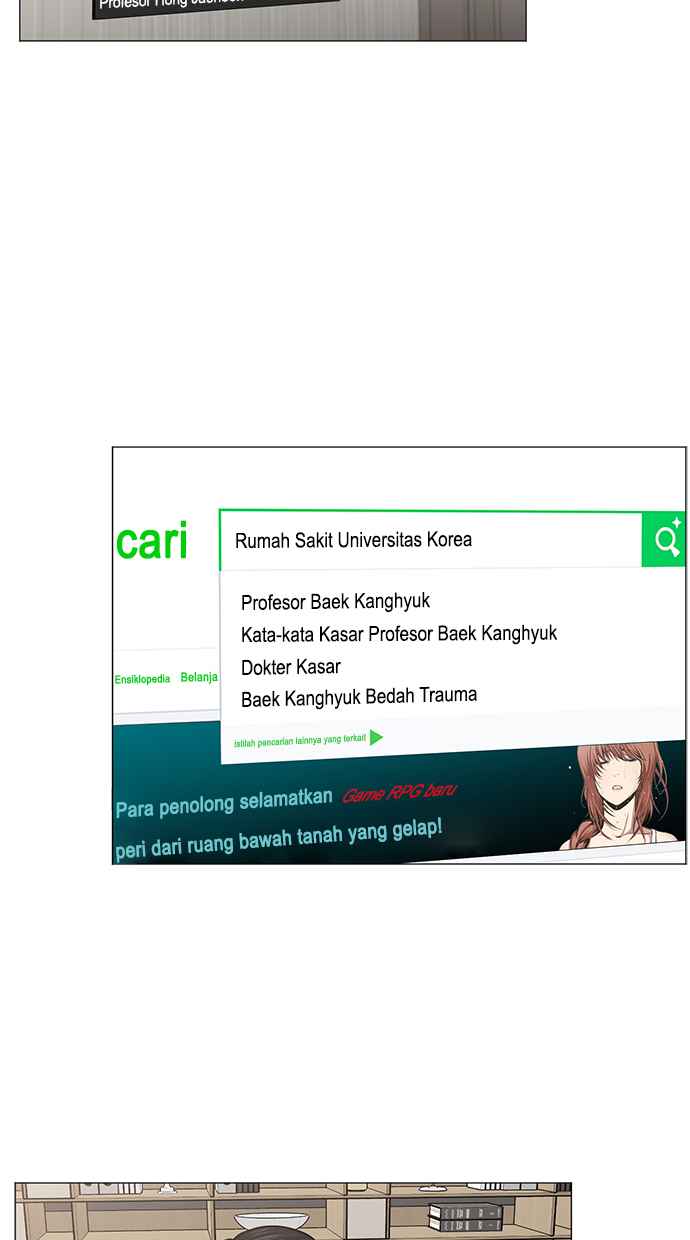 Profesor Hong
cari
Rumah Sakit Universitas Korea
Profesor Baek Kanghyuk
Kata-kata Kasar Profesor Baek Kanghyuk
Dokter Kasar
Baek Kanghyuk Bedah Trauma
Ensiklopedia Belanja
istilah pencarian lainnya yang terkait
Para penolong selamatkan Game RPG baru
peri dari ruang bawah tanah yang gelap!